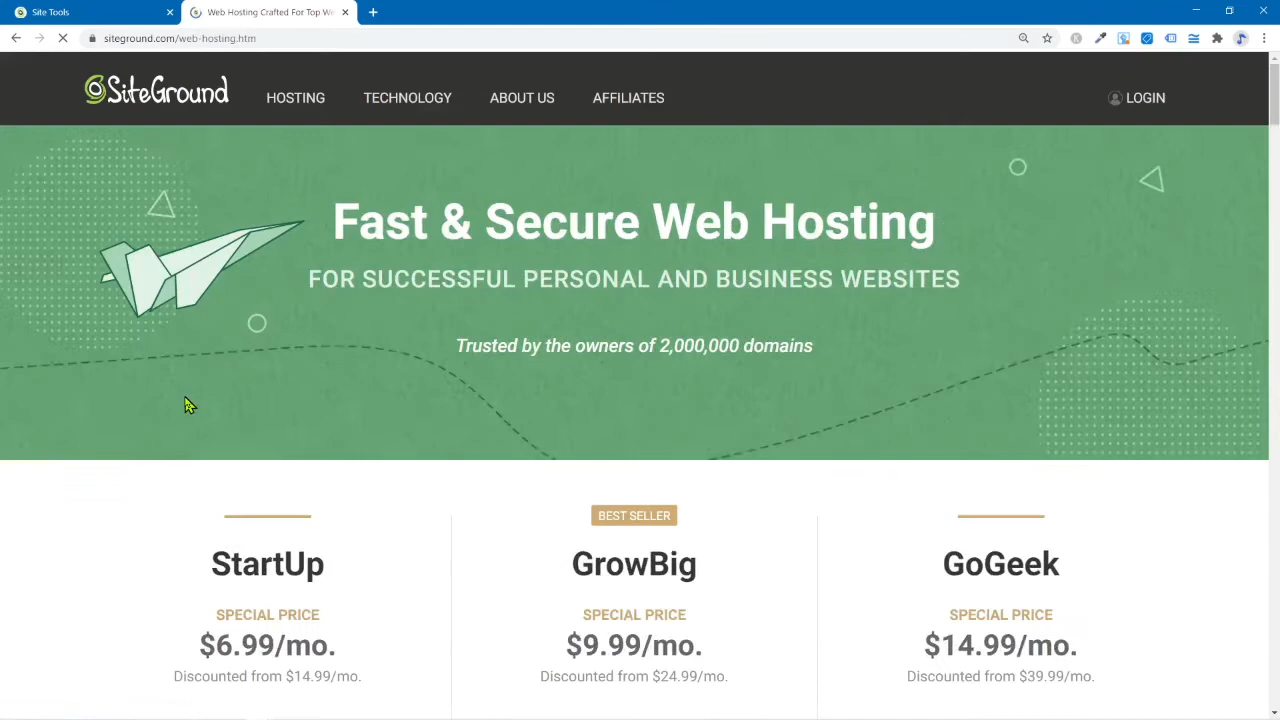 Site Tools
Web Hosting Crafted For Top We
siteground.com/web-hosting.htm
SiteGround
HOSTING
TECHNOLOGY
ABOUT US
AFFILIATES
LOGIN
Fast & Secure Web Hosting
FOR SUCCESSFUL PERSONAL AND BUSINESS WEBSITES
Trusted by the owners of 2,000,000 domains
StartUp
SPECIAL PRICE
$6.99/mo.
Discounted from $14.99/mo.
BEST SELLER
GrowBig
SPECIAL PRICE
$9.99/mo.
Discounted from $24.99/mo.
GoGeek
SPECIAL PRICE
$14.99/mo.
Discounted from $39.99/mo.